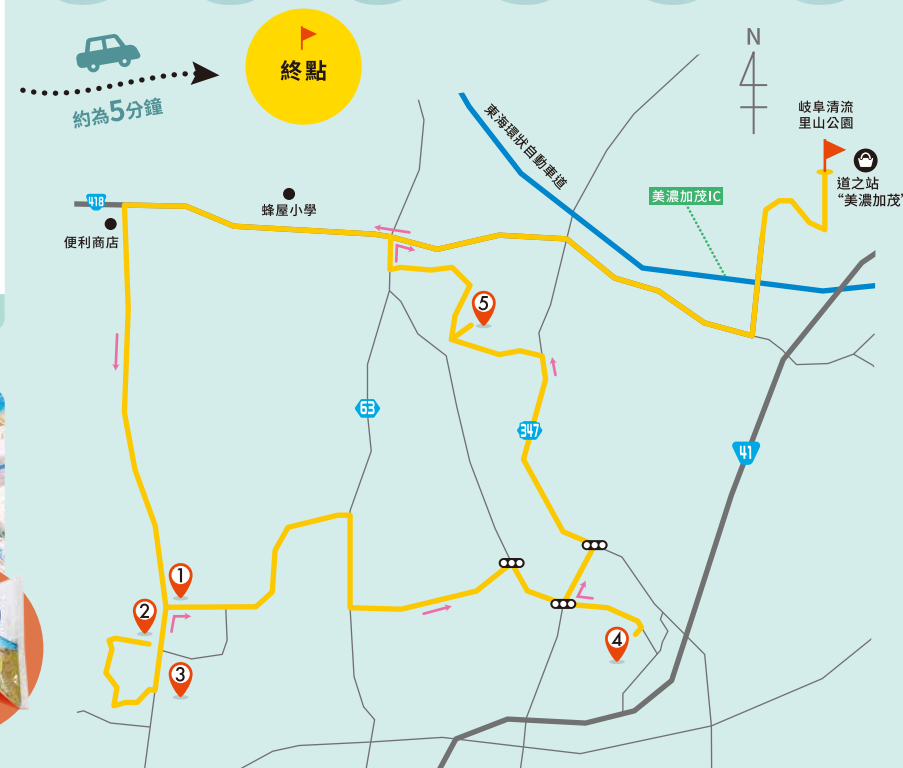 終點
約為5分鐘
N
東海環狀自動車道
岐阜清流
里山公園
道之站
“美濃加茂”
美濃加茂IC
418
蜂屋小學
便利商店
5
63
347
41
1
2
3
4